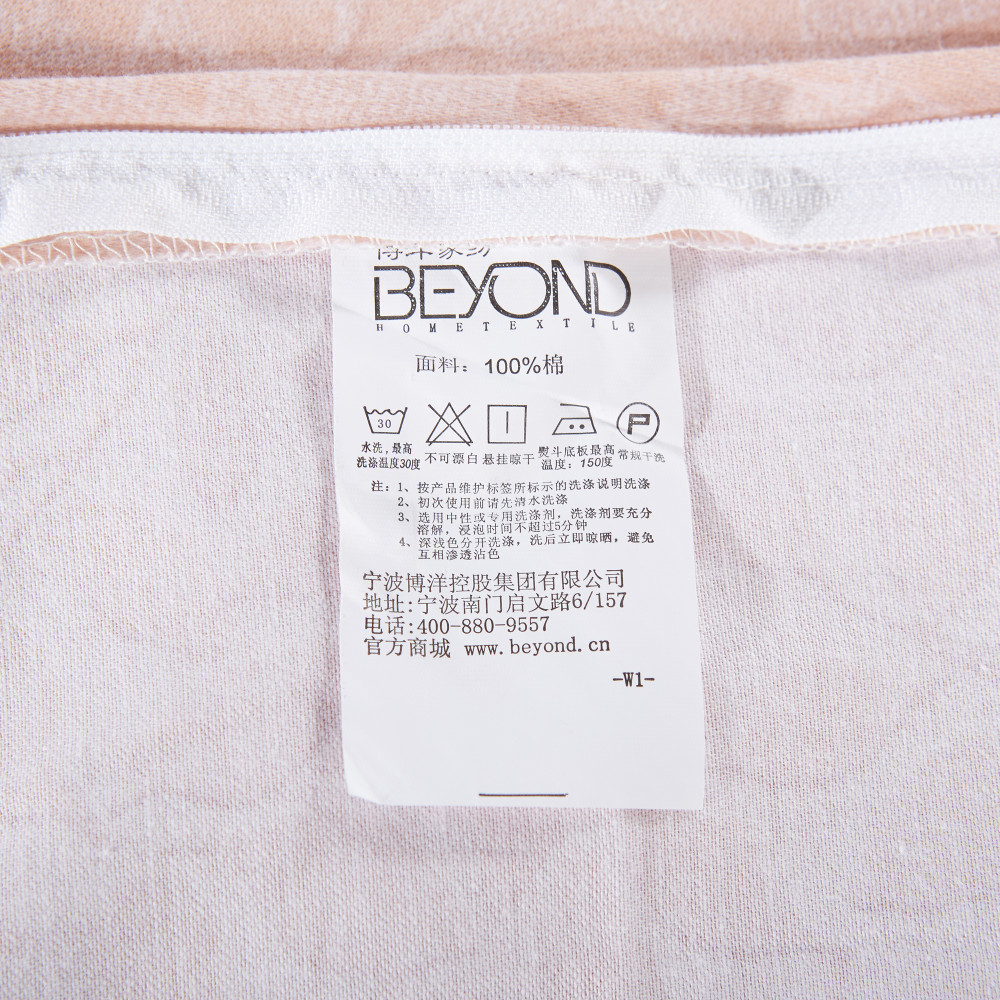 博洋家纺
BEYOND
HOMETEXTILE
面料：100%棉
30
P
水洗,最高
洗涤温度30度
不可漂白
悬挂晾干
熨斗底板最高
温度：150度
常规干洗
注：1、按产品维护标签所标示的洗涤说明洗涤
2、初次使用前请先清水洗涤
3、选用中性或专用洗涤剂，洗涤剂要充分
溶解，浸泡时间不超过5分钟
4、深浅色分开洗涤，洗后立即晾晒，避免
互相渗透沾色
宁波博洋控股集团有限公司
地址:宁波南门启文路6/157
电话:400-880-9557
官方商城 www.beyond.cn
-W1-